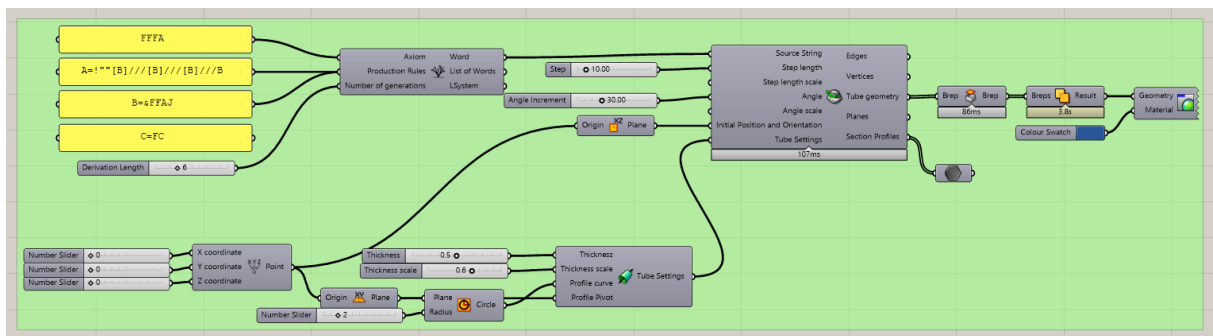 FFFA
A=!""[B]///[B]///[B]///B
B=&FFAJ
C=FC
Derivation Length 6
Axiom Word
Production Rules List of Words
Number of generations LSystem
Step 10.00
Angle Increment 30.00
Origin XZ Plane
Source String Edges
Step length
Step length scale Vertices
Angle Tube geometry
Angle scale Planes
Initial Position and Orientation
Tube Settings Section Profiles
107ms
Brep Brep
86ms
Breps Result
3.8s
Geometry
Material
Colour Swatch
Number Slider 0
Number Slider 0
Number Slider 0
X coordinate
Y coordinate XYZ Point
Z coordinate
Thickness 0.5
Thickness scale 0.6
Thickness
Thickness scale Tube Settings
Profile curve
Profile Pivot
Origin XY Plane
Plane Circle
Radius
Number Slider 2